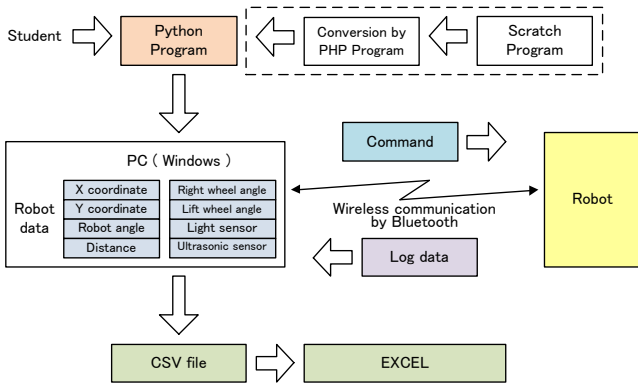 Student
Python
Program
Conversion by
PHP Program
Scratch
Program
Command
PC ( Windows )
Robot
data
X coordinate
Y coordinate
Robot angle
Distance
Right wheel angle
Lift wheel angle
Light sensor
Ultrasonic sensor
Wireless communication
by Bluetooth
Robot
Log data
CSV file
EXCEL